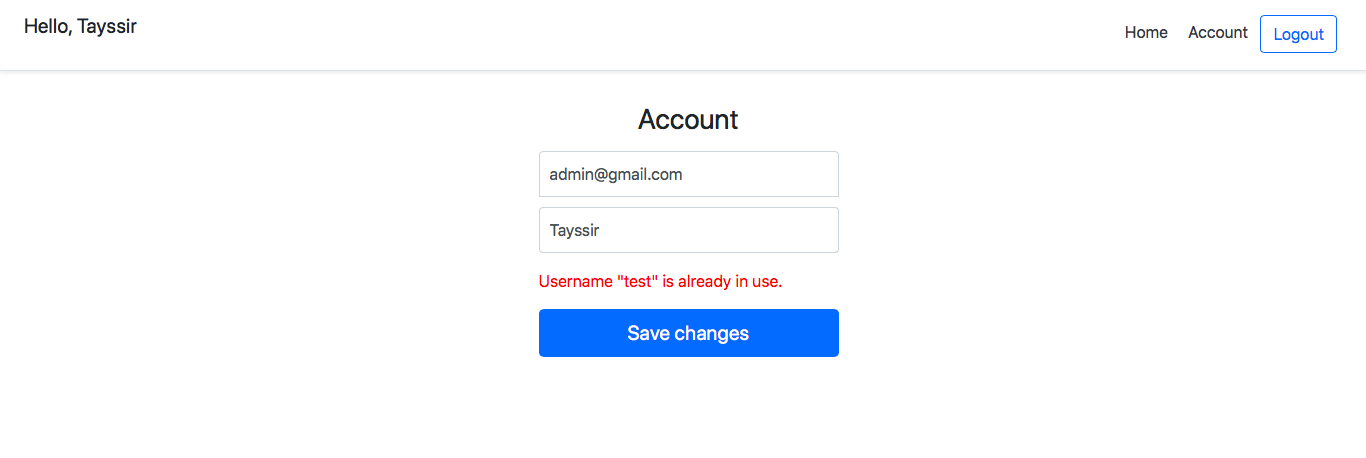 Hello, Tayssir
Home Account Logout
Account
admin@gmail.com
Tayssir
Username "test" is already in use.
Save changes